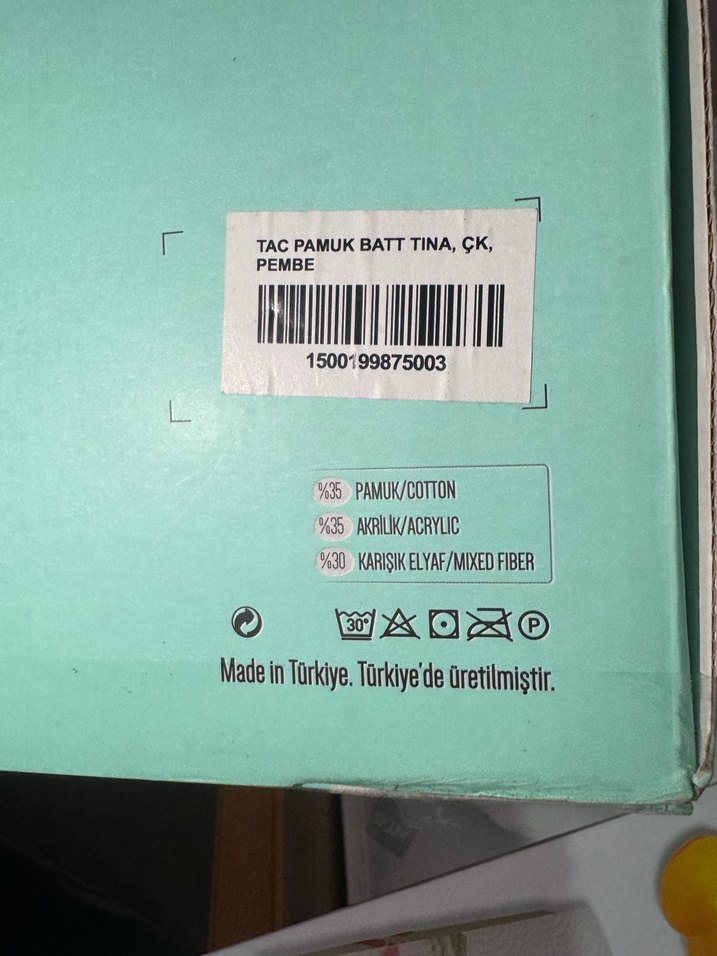 TAC PAMUK BATT TINA, ÇK,
PEMBE
1500199875003
%35 PAMUK/COTTON
%35 AKRİLİK/ACRYLIC
%30 KARIŞIK ELYAF/MIXED FIBER
30° P
Made in Türkiye. Türkiye'de üretilmiştir.